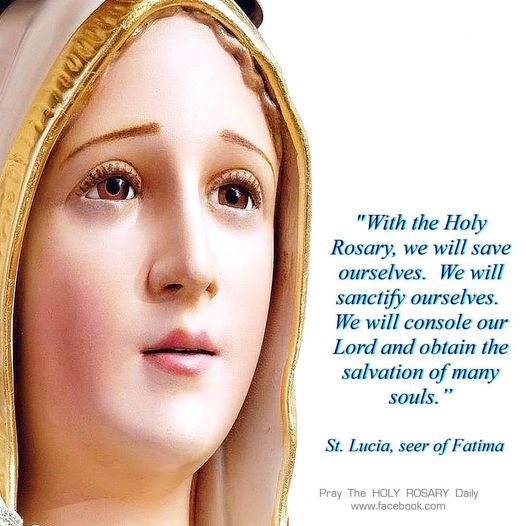 "With the Holy
Rosary, we will save
ourselves.  We will
sanctify ourselves.
We will console our
Lord and obtain the
salvation of many
souls.”
St. Lucia, seer of Fatima
Pray The HOLY ROSARY Daily
www.facebook.com